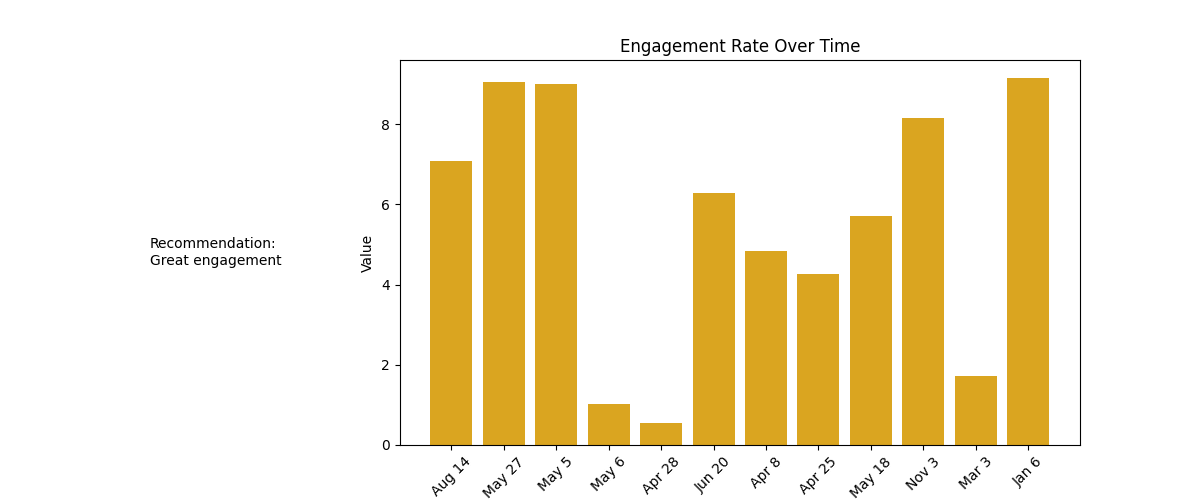 Engagement Rate Over Time
Recommendation:
Great engagement
Value
8
6
4
2
0
Aug 14
May 27
May 5
May 6
Apr 28
Jun 20
Apr 8
Apr 25
May 18
Nov 3
Mar 3
Jan 6